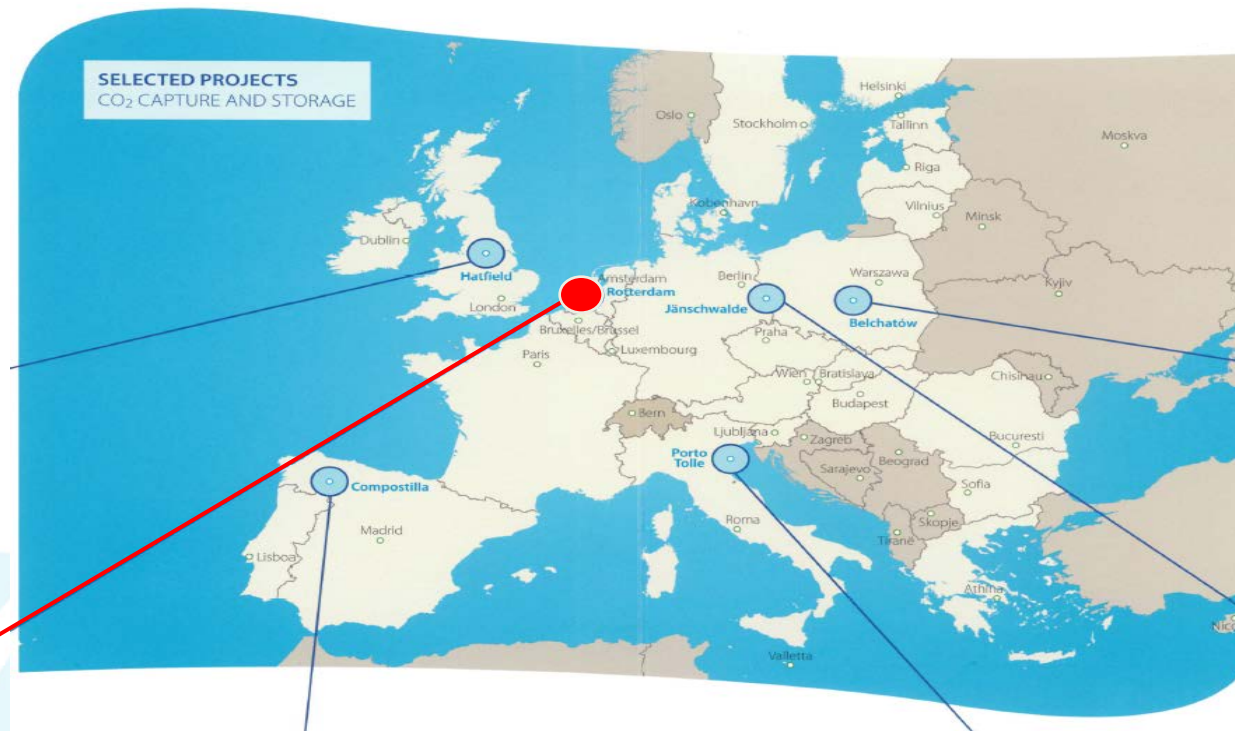 SELECTED PROJECTS
CO₂ CAPTURE AND STORAGE
Helsinki
Oslo
Stockholm
Tallinn
Moskva
Riga
København
Vilnius
Minsk
Dublin
Hatfield
Amsterdam
Rotterdam
Berlin
Warszawa
Kyjiv
London
Jänschwalde
Belchatów
Bruxelles/Brussel
Praha
Luxembourg
Paris
Wien
Bratislava
Chisinau
Budapest
Bern
Ljubljana
Zagreb
Bucuresti
Porto
Tolle
Beograd
Sarajevo
Compostilla
Sofia
Skopje
Roma
Madrid
Tiranë
Lisboa
Athina
Nico
Valletta